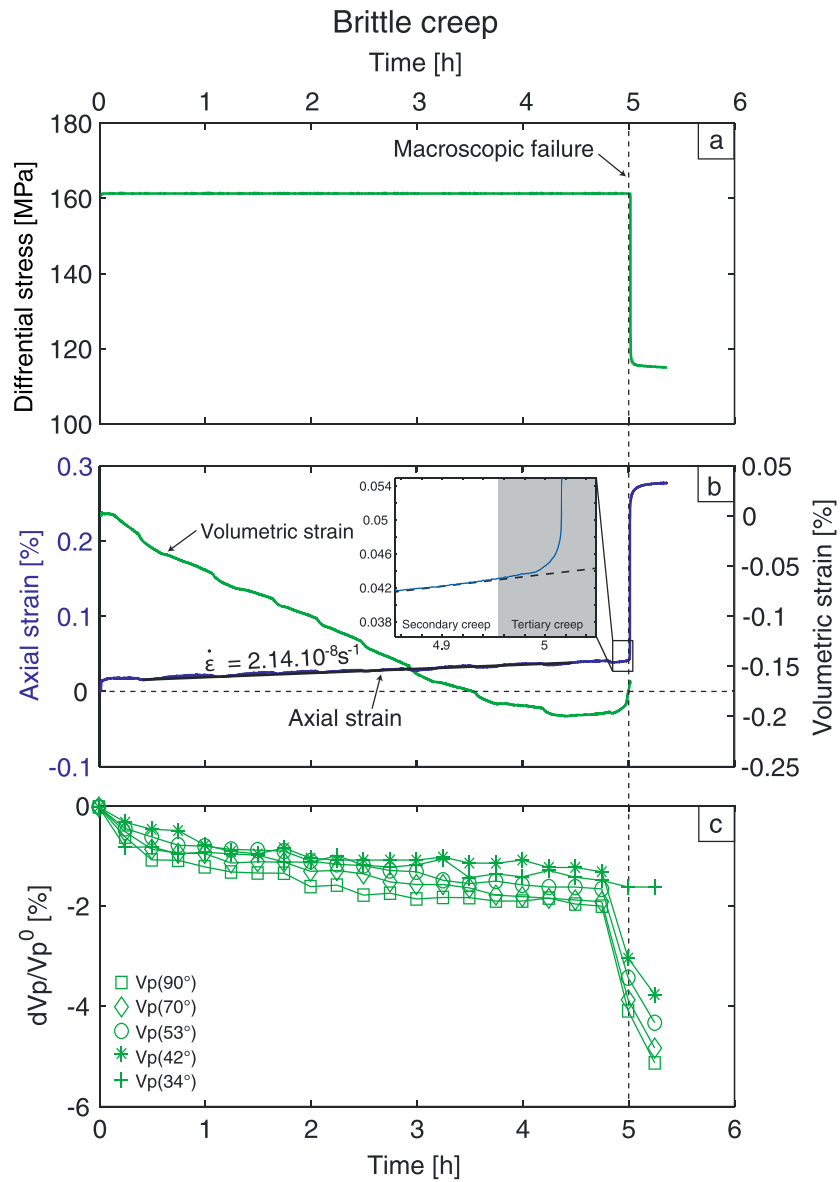 Brittle creep
Time [h]
0 1 2 3 4 5 6
180
160
140
120
100
Diffrential stress [MPa]
Macroscopic failure
a
0.3
0.2
0.1
0
-0.1
Axial strain [%]
0.05
0
-0.05
-0.1
-0.15
-0.2
-0.25
Volumetric strain [%]
b
Volumetric strain
0.054
0.05
0.046
0.042
0.038
Secondary creep
Tertiary creep
4.9 5
ε̇ = 2.14.10⁻⁸s⁻¹
Axial strain
c
0
-2
-4
-6
dVp/Vp⁰ [%]
Vp(90°)
Vp(70°)
Vp(53°)
Vp(42°)
Vp(34°)
0 1 2 3 4 5 6
Time [h]